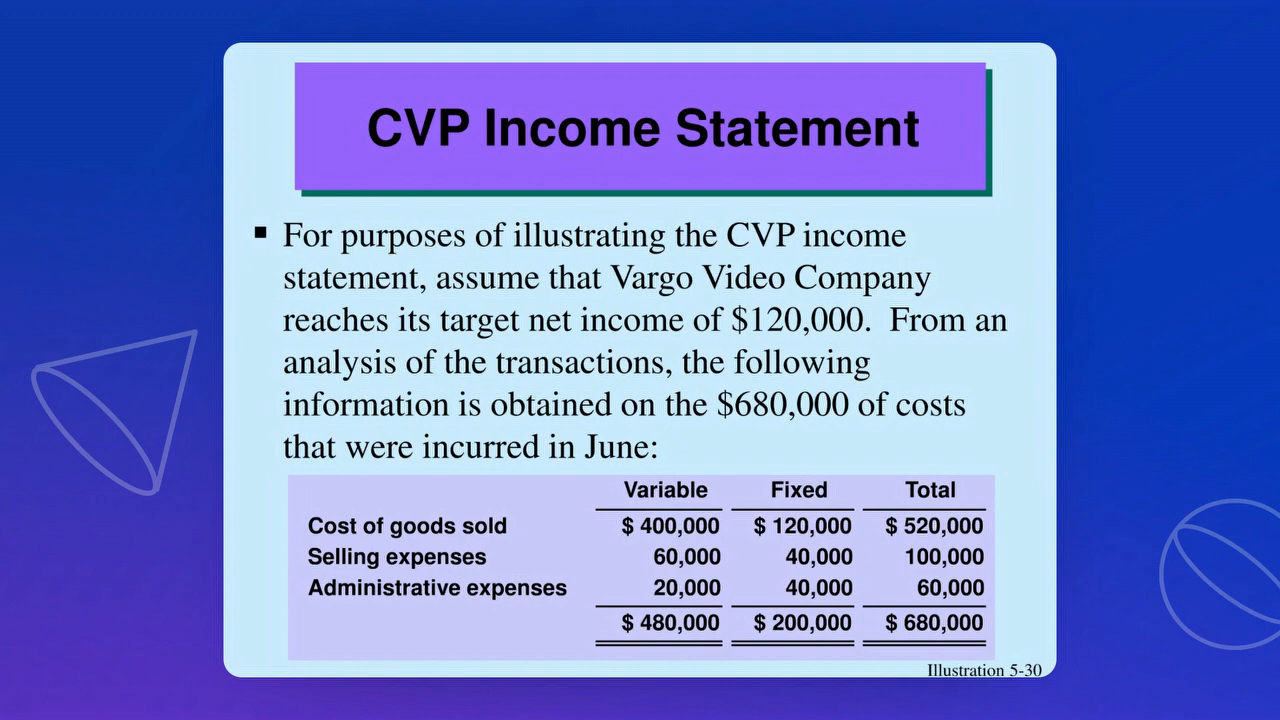 CVP Income Statement
▪ For purposes of illustrating the CVP income
statement, assume that Vargo Video Company
reaches its target net income of $120,000.  From an
analysis of the transactions, the following
information is obtained on the $680,000 of costs
that were incurred in June:
Variable Fixed Total
Cost of goods sold $ 400,000 $ 120,000 $ 520,000
Selling expenses 60,000 40,000 100,000
Administrative expenses 20,000 40,000 60,000
$ 480,000 $ 200,000 $ 680,000
Illustration 5-30